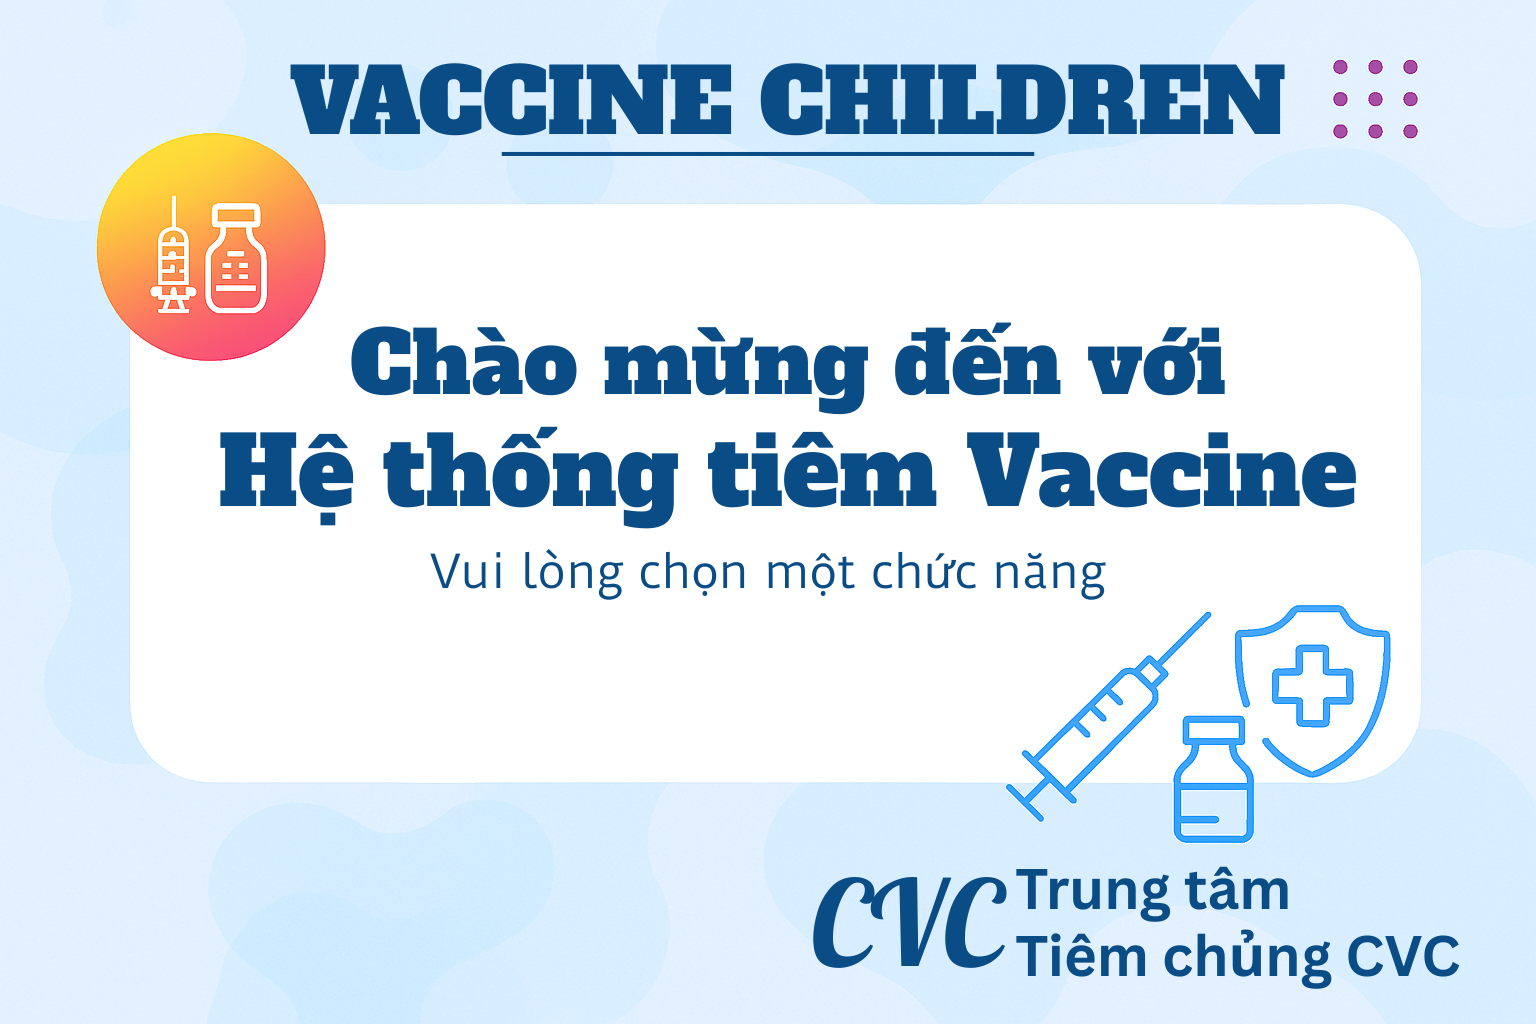 VACCINE CHILDREN
Chào mừng đến với
Hệ thống tiêm Vaccine
Vui lòng chọn một chức năng
CVC
Trung tâm
Tiêm chủng CVC